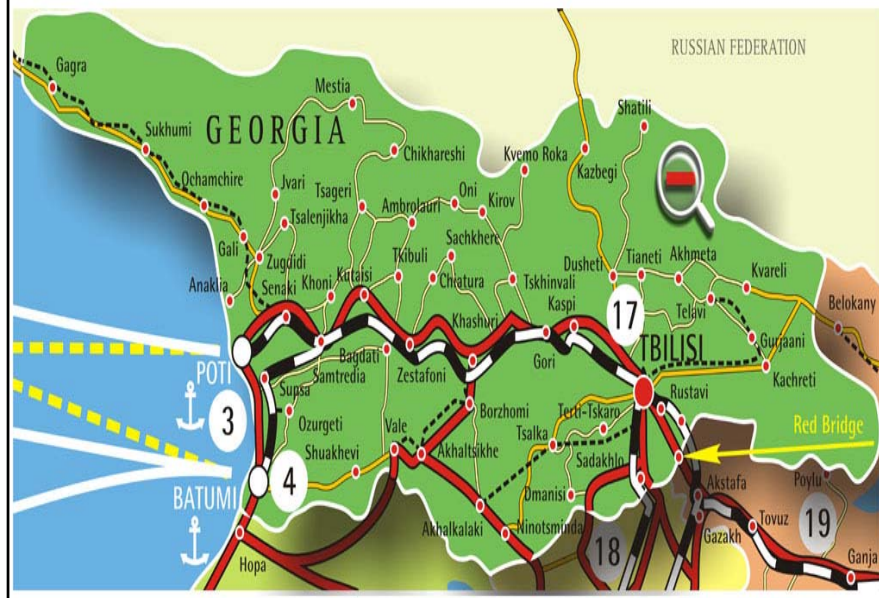 RUSSIAN FEDERATION
GEORGIA
Gagra
Mestia
Shatili
Sukhumi
Chikhareshi
Kvemo Roka
Kazbegi
Ochamchire
Jvari
Tsageri
Ambrolauri
Oni
Kirov
Tsalenjikha
Gali
Zugdidi
Tkibuli
Sachkhere
Dusheti
Tianeti
Akhmeta
Kvareli
Anaklia
Senaki
Khoni
Kutaisi
Chiatura
Tskhinvali
Kaspi
17
Telavi
Belokany
Khashuri
TBILISI
Gurjaani
POTI
Supsa
Samtredia
Bagdati
Zestafoni
Gori
Kachreti
3
Ozurgeti
Vale
Borzhomi
Terti-Tskaro
Rustavi
Red Bridge
Shuakhevi
Akhaltsikhe
Tsalka
Sadakhlo
BATUMI
4
Dmanisi
Akstafa
Poylu
Akhalkalaki
Ninotsminda
18
Gazakh
Tovuz
19
Hopa
Ganja